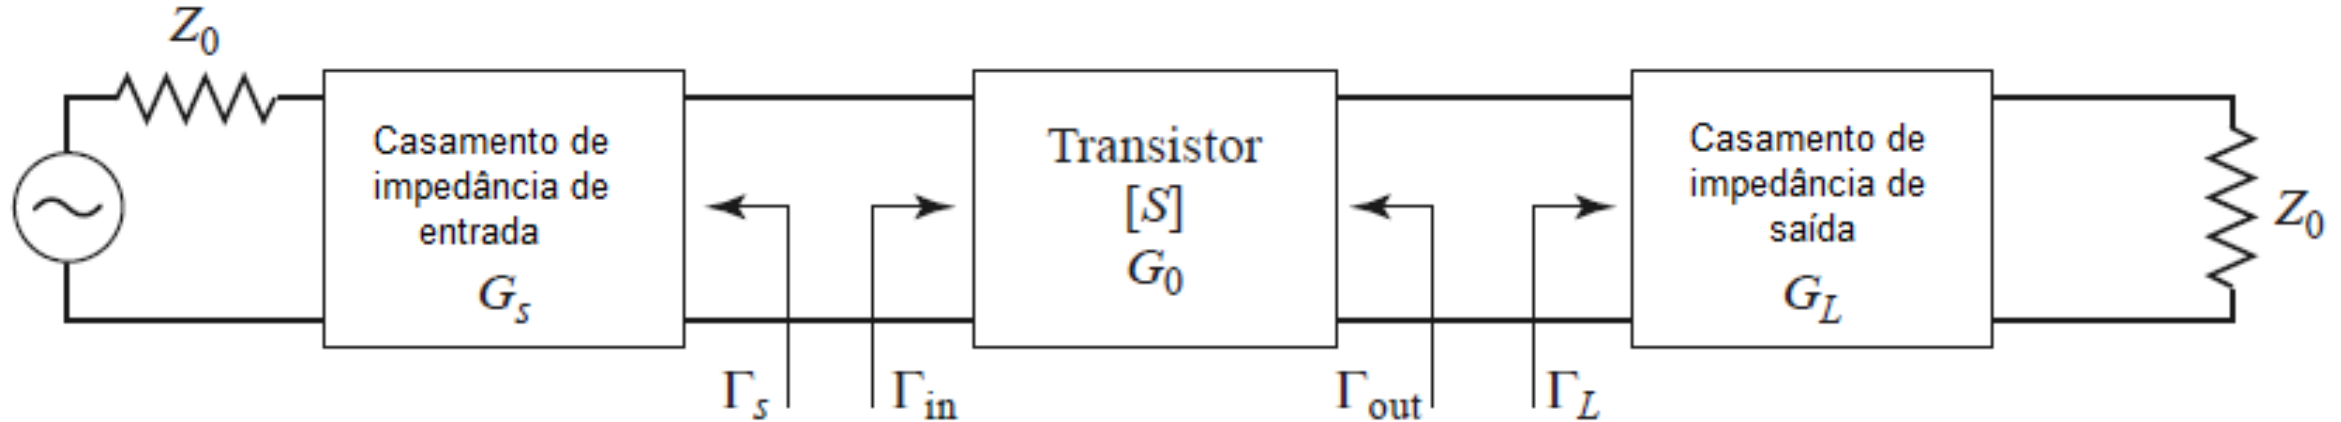 Z₀
Casamento de
impedância de
entrada
Gₛ
Γₛ
Γin
Transistor
[S]
G₀
Γout
ΓL
Casamento de
impedância de
saída
GL
Z₀